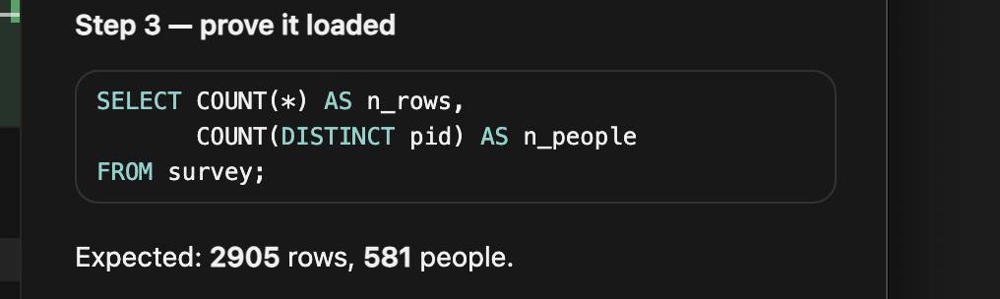 Step 3 — prove it loaded
SELECT COUNT(*) AS n_rows,
       COUNT(DISTINCT pid) AS n_people
FROM survey;
Expected: 2905 rows, 581 people.